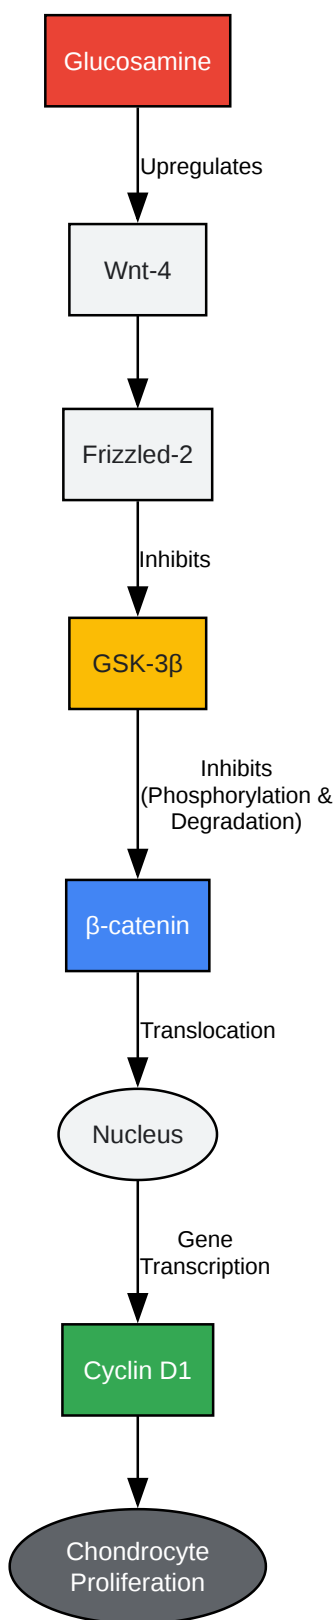 Glucosamine
Upregulates
Wnt-4
Frizzled-2
Inhibits
GSK-3β
Inhibits
(Phosphorylation &
Degradation)
β-catenin
Translocation
Nucleus
Gene
Transcription
Cyclin D1
Chondrocyte
Proliferation